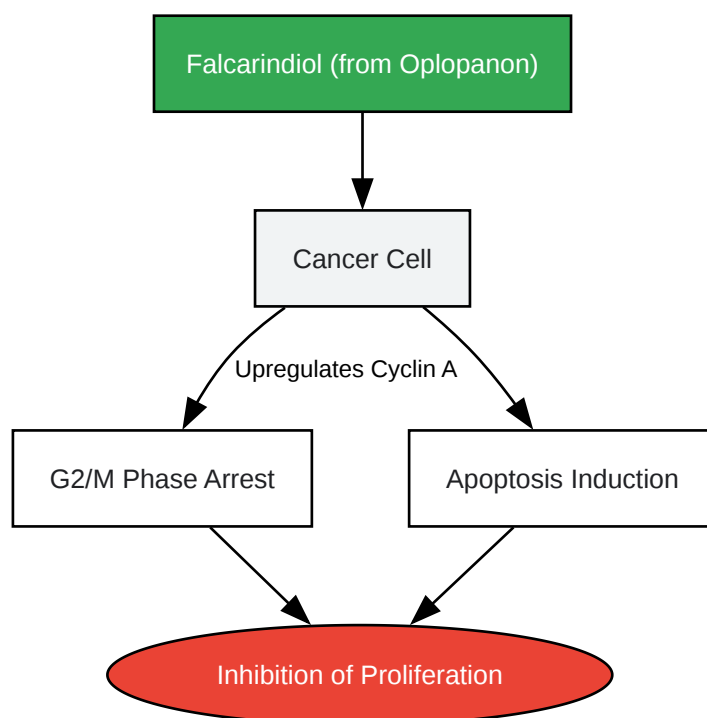 Falcarindiol (from Oplopanon)
Cancer Cell
Upregulates Cyclin A
G2/M Phase Arrest
Apoptosis Induction
Inhibition of Proliferation